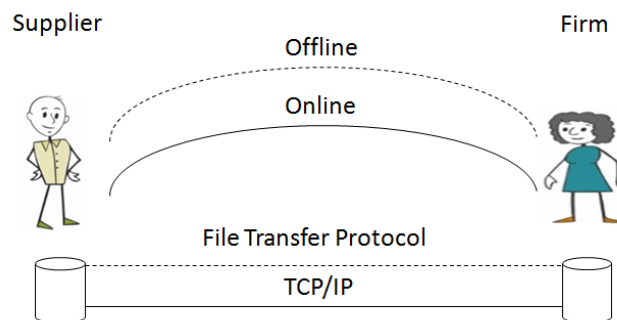 Supplier
Firm
Offline
Online
File Transfer Protocol
TCP/IP